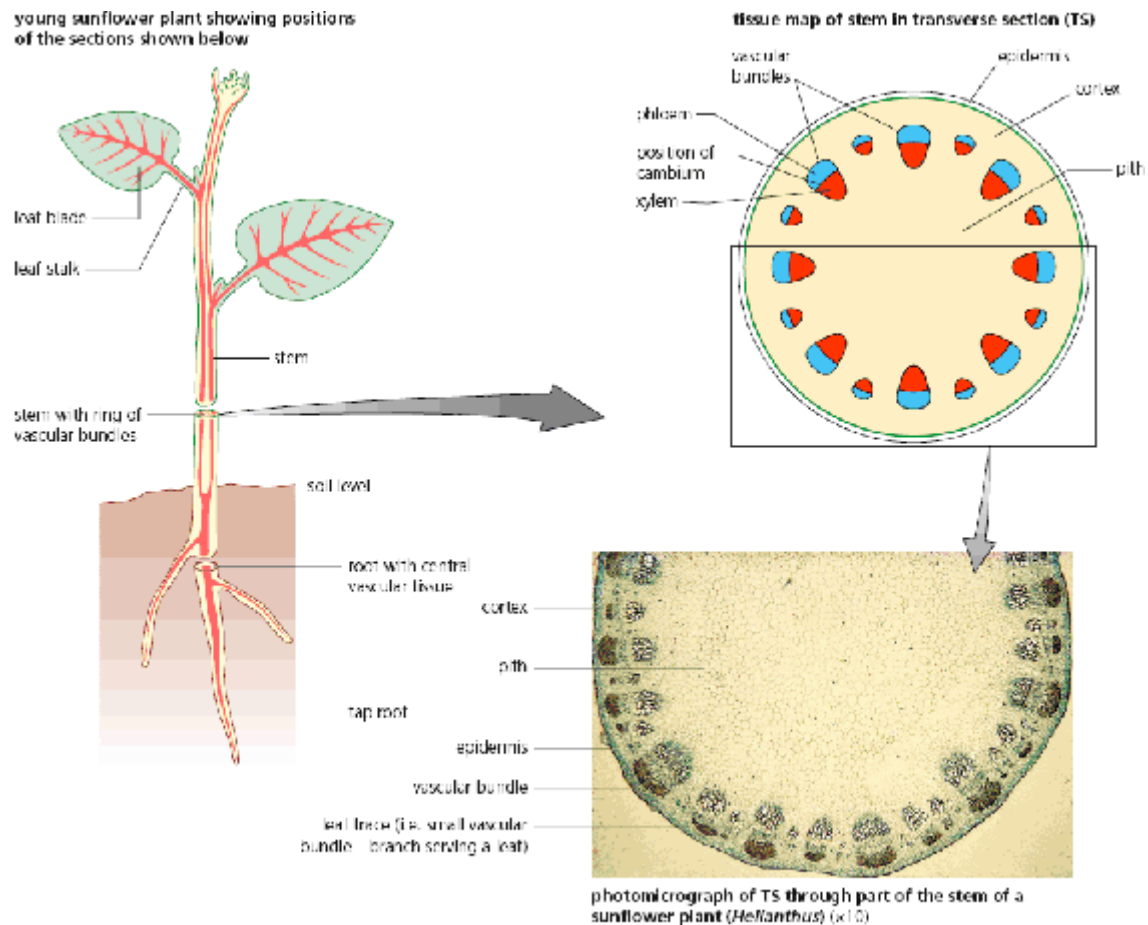 young sunflower plant showing positions
of the sections shown below
leaf blade
leaf stalk
stem
stem with ring of
vascular bundles
soil level
root with central
vascular tissue
tap root
tissue map of stem in transverse section (TS)
vascular
bundles
epidermis
cortex
phloem
position of
cambium
pith
xylem
cortex
pith
epidermis
vascular bundle
leaf trace (i.e. small vascular
bundle – branch serving a leaf)
photomicrograph of TS through part of the stem of a
sunflower plant (Helianthus) (×10)